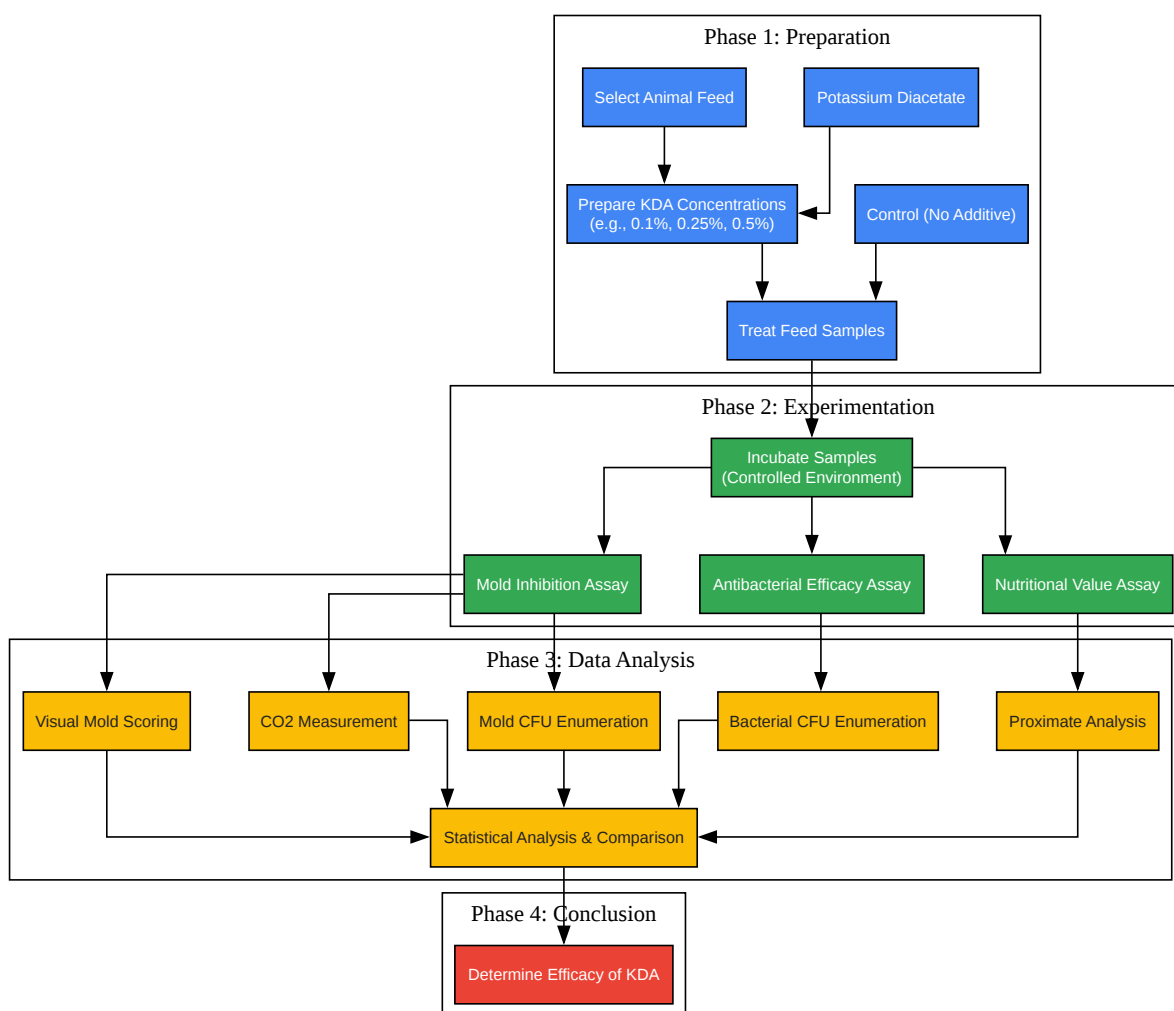 Phase 1: Preparation
Select Animal Feed
Potassium Diacetate
Prepare KDA Concentrations
(e.g., 0.1%, 0.25%, 0.5%)
Control (No Additive)
Treat Feed Samples
Phase 2: Experimentation
Incubate Samples
(Controlled Environment)
Mold Inhibition Assay
Antibacterial Efficacy Assay
Nutritional Value Assay
Phase 3: Data Analysis
Visual Mold Scoring
CO2 Measurement
Mold CFU Enumeration
Bacterial CFU Enumeration
Proximate Analysis
Statistical Analysis & Comparison
Phase 4: Conclusion
Determine Efficacy of KDA